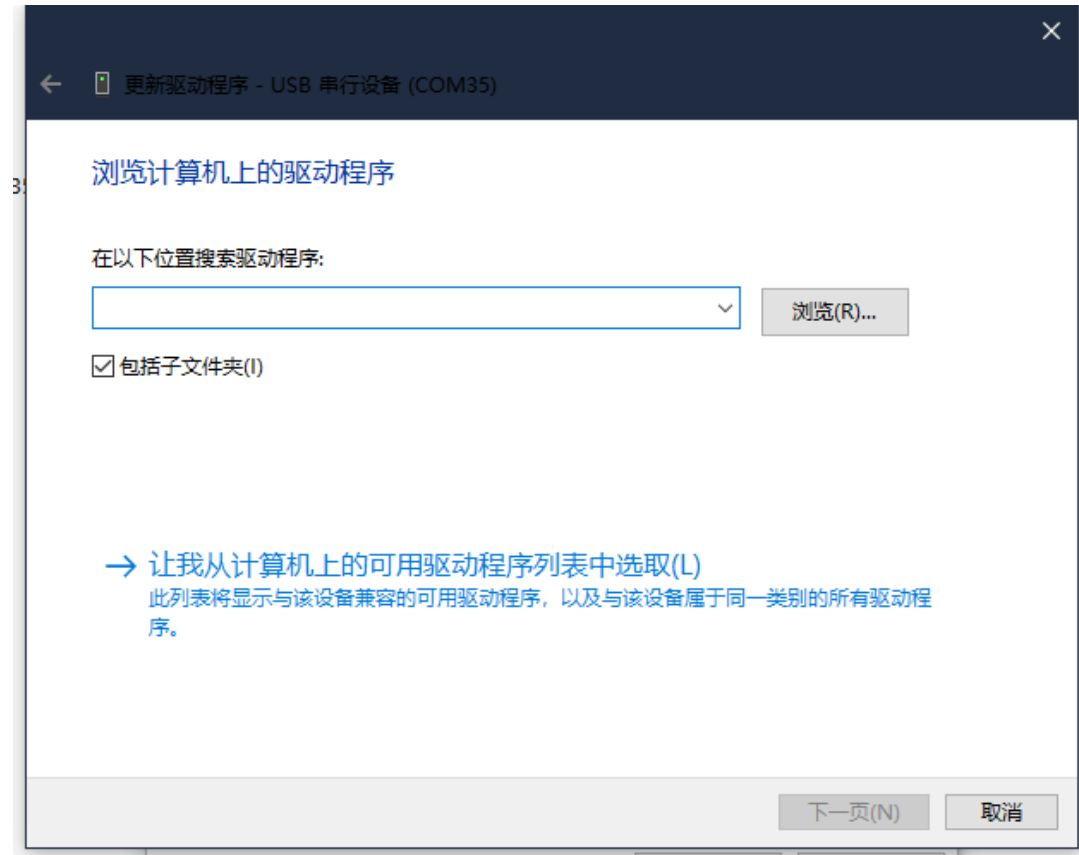 更新驱动程序 - USB 串行设备 (COM35)
浏览计算机上的驱动程序
在以下位置搜索驱动程序:
浏览(R)...
包括子文件夹(I)
让我从计算机上的可用驱动程序列表中选取(L)
此列表将显示与该设备兼容的可用驱动程序，以及与该设备属于同一类别的所有驱动程
序。
下一页(N)
取消